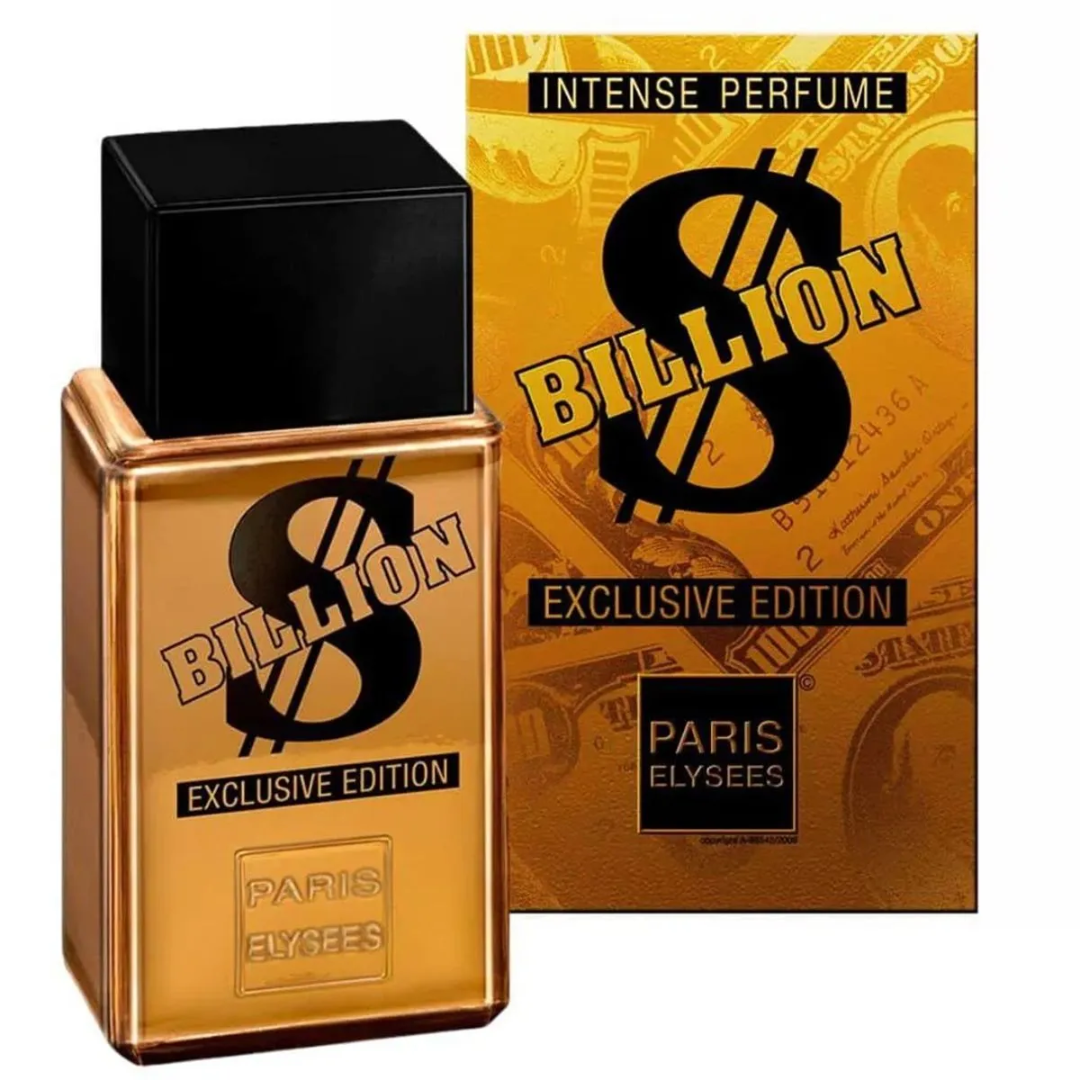 INTENSE PERFUME
$
BILLION
EXCLUSIVE EDITION
PARIS
ELYSEES
©
$
BILLION
EXCLUSIVE EDITION
PARIS
ELYSEES